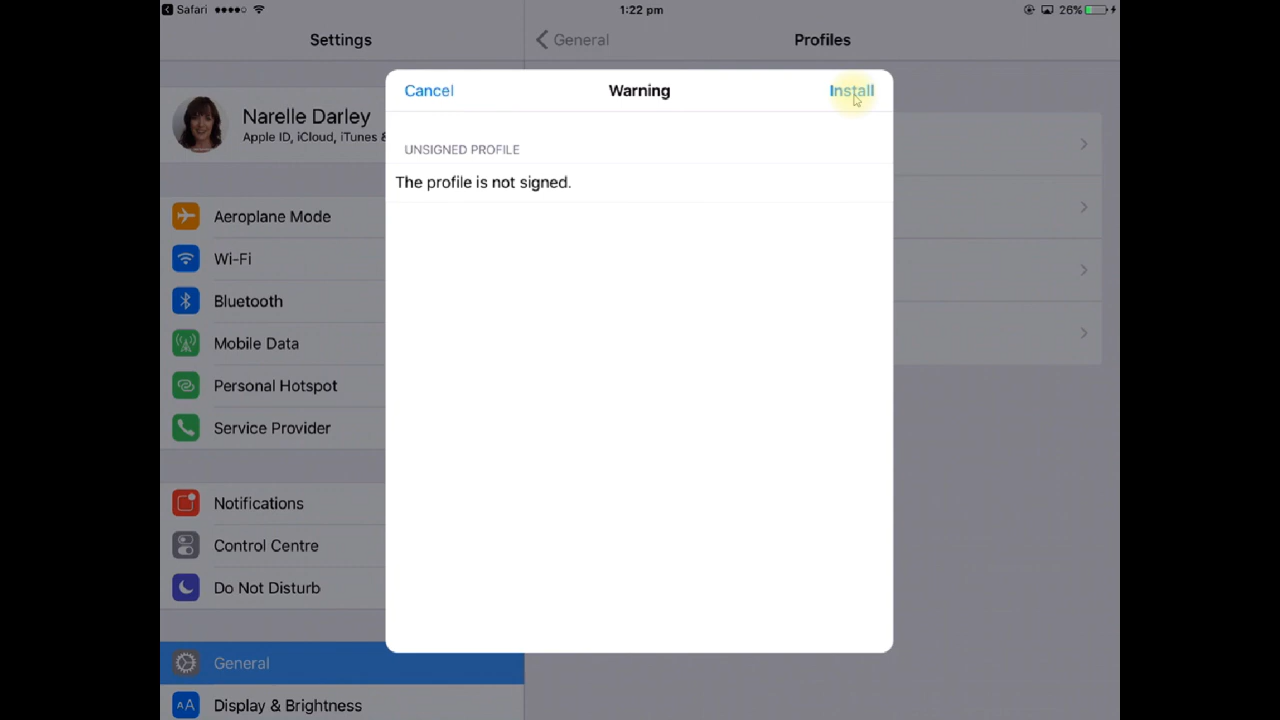 Safari
1:22 pm
26%
Settings
General
Profiles
Cancel
Warning
Install
Narelle Darley
Apple ID, iCloud, iTunes &
UNSIGNED PROFILE
The profile is not signed.
Aeroplane Mode
Wi-Fi
Bluetooth
Mobile Data
Personal Hotspot
Service Provider
Notifications
Control Centre
Do Not Disturb
General
AA Display & Brightness